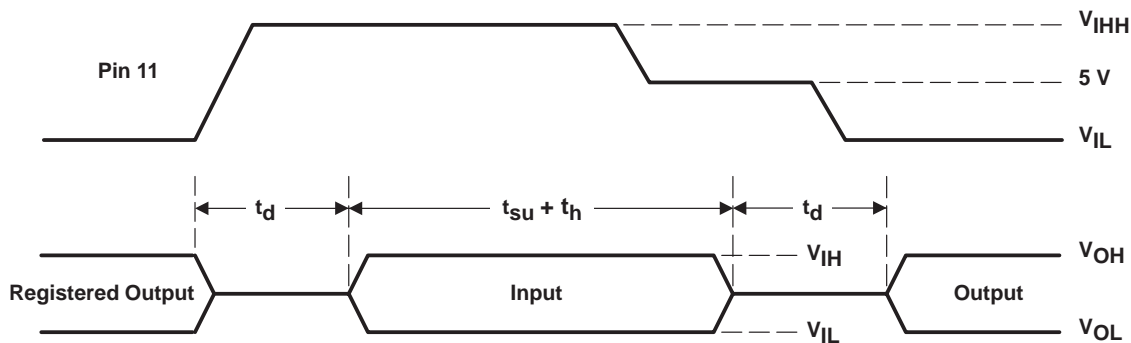 VIHH
Pin 11
5 V
VIL
td
tsu + th
td
VIH
VOH
Registered Output
Input
Output
VIL
VOL